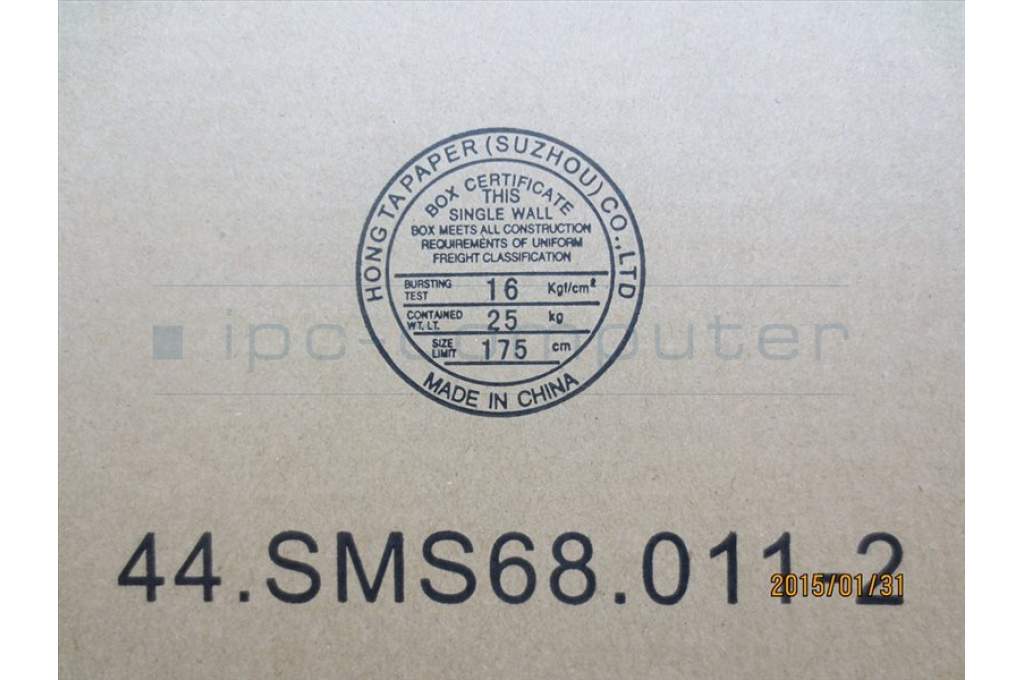 HONG TA PAPER (SUZHOU) CO.,LTD
BOX CERTIFICATE
THIS
SINGLE WALL
BOX MEETS ALL CONSTRUCTION
REQUIREMENTS OF UNIFORM
FREIGHT CLASSIFICATION
BURSTING TEST 16 Kgf/cm²
CONTAINED WT. LT. 25 kg
SIZE LIMIT 175 cm
MADE IN CHINA
ipc-computer
44.SMS68.011-2
2015/01/31